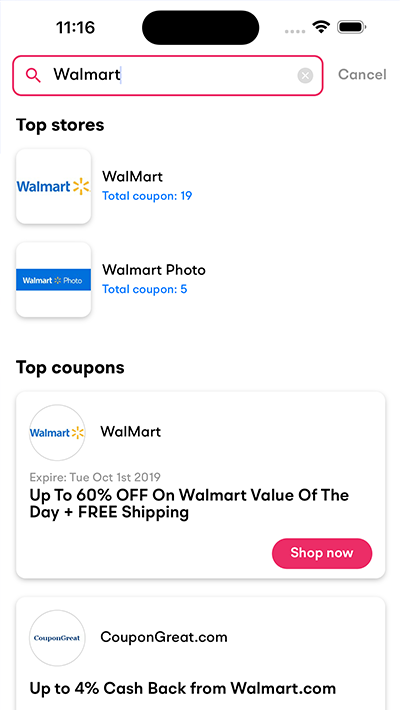 11:16
Walmart
Cancel
Top stores
Walmart
WalMart
Total coupon: 19
Walmart Photo
Walmart Photo
Total coupon: 5
Top coupons
Walmart
WalMart
Expire: Tue Oct 1st 2019
Up To 60% OFF On Walmart Value Of The
Day + FREE Shipping
Shop now
CouponGreat
CouponGreat.com
Up to 4% Cash Back from Walmart.com